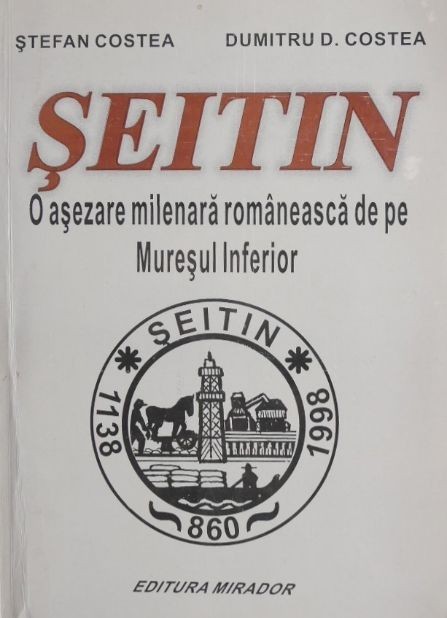 ŞTEFAN COSTEA DUMITRU D. COSTEA
ŞEITIN
O aşezare milenară românească de pe
Mureşul Inferior
ŞEITIN
1138
1998
860
EDITURA MIRADOR